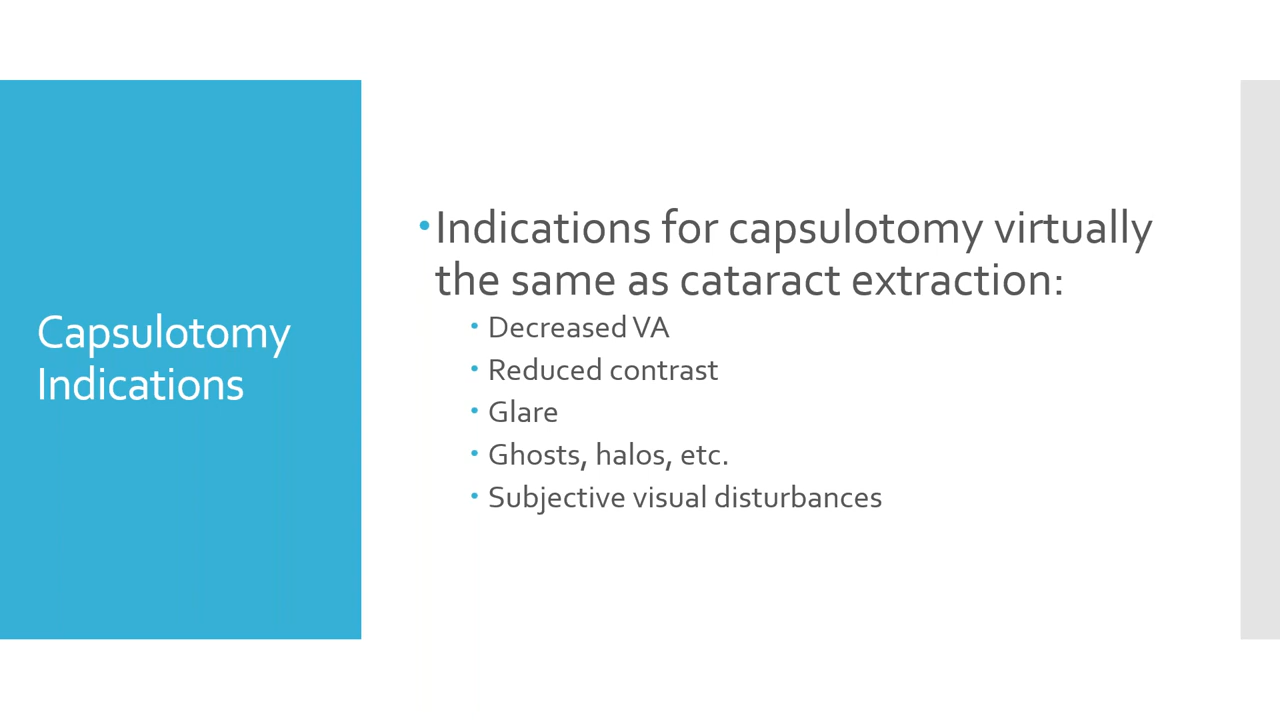 Capsulotomy
Indications
•Indications for capsulotomy virtually
the same as cataract extraction:
• Decreased VA
• Reduced contrast
• Glare
• Ghosts, halos, etc.
• Subjective visual disturbances